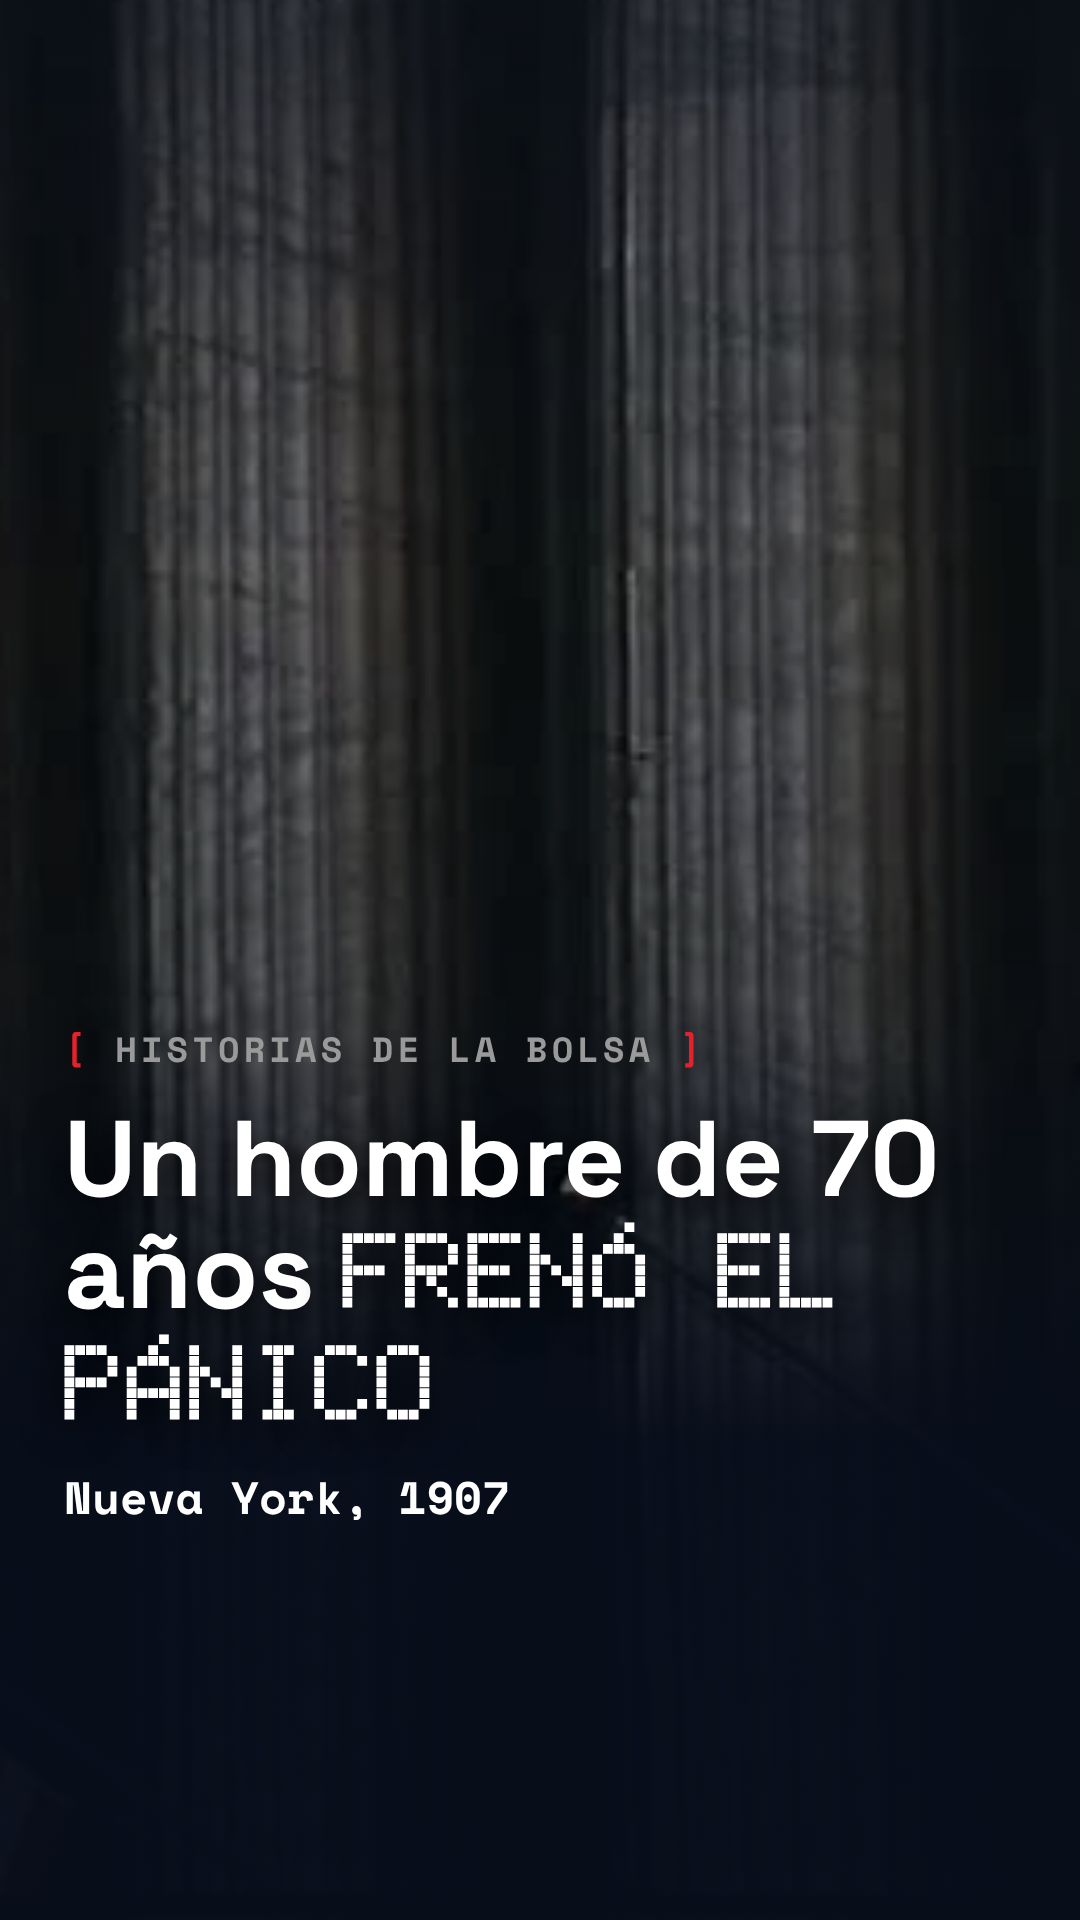 [ HISTORIAS DE LA BOLSA ]
Un hombre de 70
años FRENÓ EL
PÁNICO
Nueva York, 1907